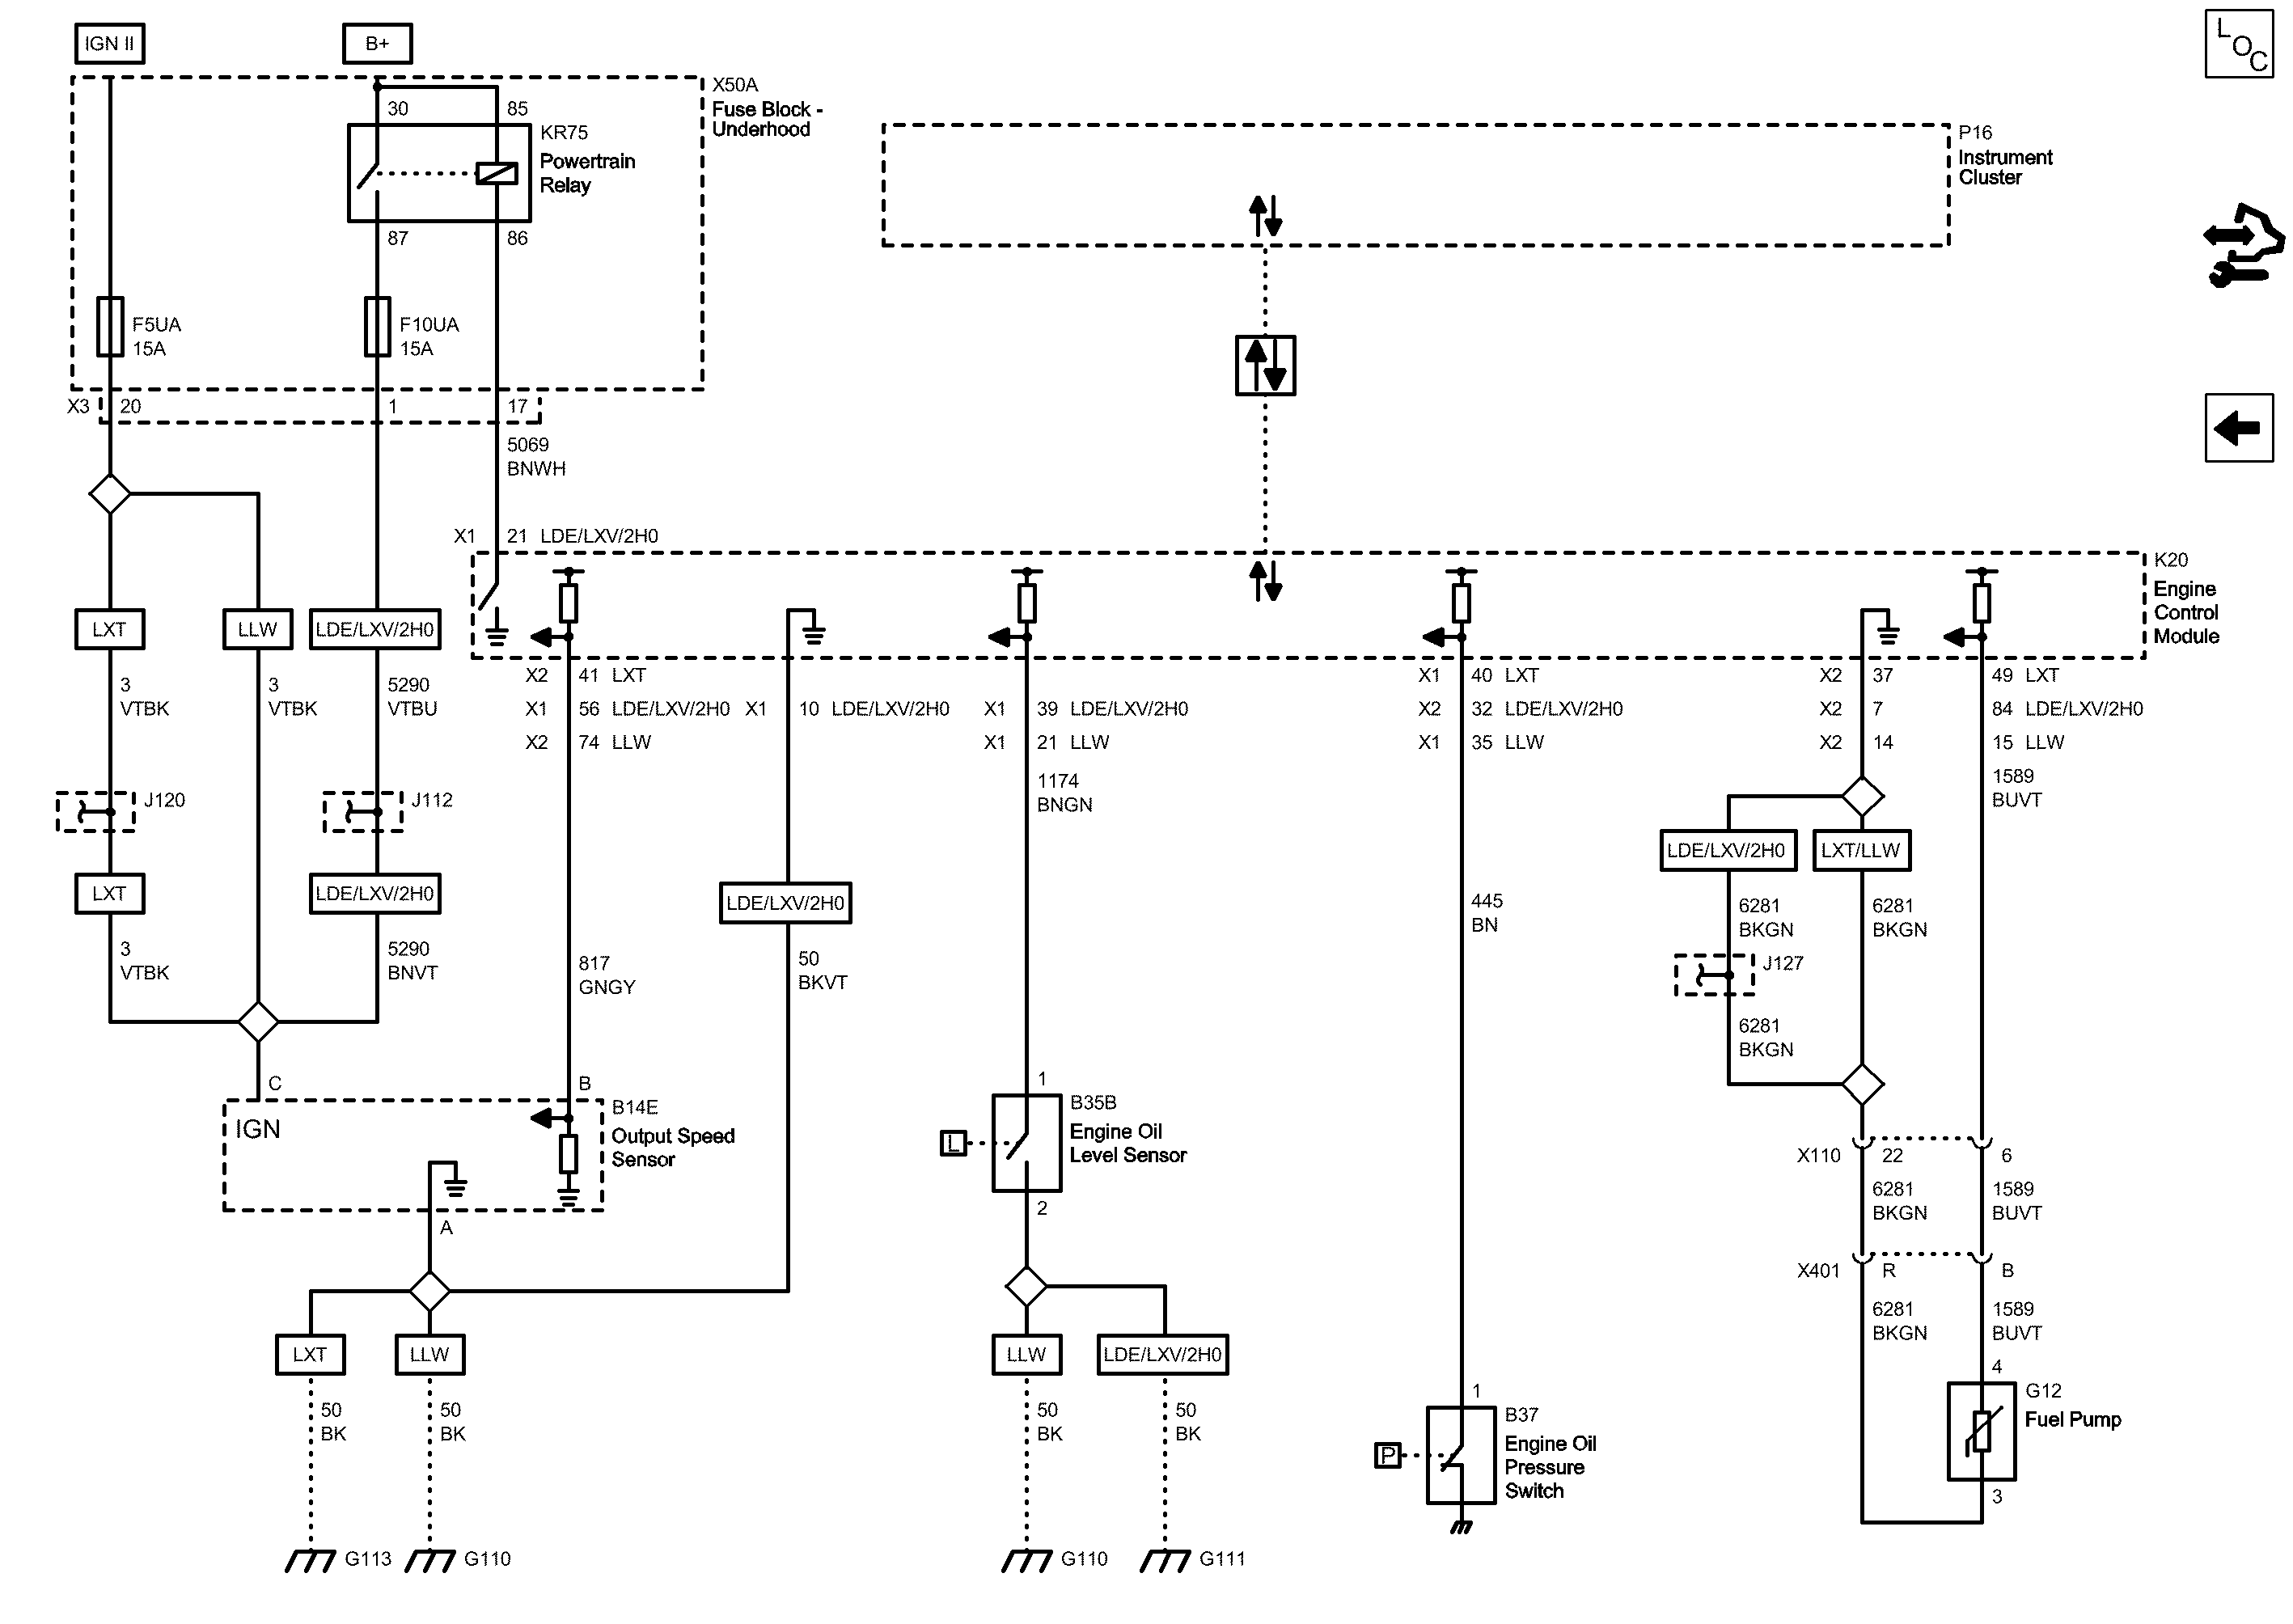 IGN II
B+
LOC
X50A
Fuse Block -
Underhood
30
85
KR75
Powertrain
Relay
87
86
P16
Instrument
Cluster
F5UA
15A
F10UA
15A
X3
20
1
17
5069
BNWH
X1
21 LDE/LXV/2H0
K20
Engine
Control
Module
LXT
LLW
LDE/LXV/2H0
3
VTBK
3
VTBK
5290
VTBU
X2 41 LXT
X1 56 LDE/LXV/2H0
X2 74 LLW
X1 10 LDE/LXV/2H0
X1 39 LDE/LXV/2H0
X1 21 LLW
1174
BNGN
X1 40 LXT
X2 32 LDE/LXV/2H0
X1 35 LLW
X2 37
X2 7
X2 14
49 LXT
84 LDE/LXV/2H0
15 LLW
1589
BUVT
J120
J112
LXT
LDE/LXV/2H0
LDE/LXV/2H0
LDE/LXV/2H0
LXT/LLW
3
VTBK
5290
BNVT
817
GNGY
50
BKVT
445
BN
6281
BKGN
6281
BKGN
J127
6281
BKGN
C
B
IGN
B14E
Output Speed
Sensor
A
1
B35B
L
Engine Oil
Level Sensor
2
X110 22 6
6281
BKGN
1589
BUVT
X401 R B
6281
BKGN
1589
BUVT
LXT
LLW
LLW
LDE/LXV/2H0
50
BK
50
BK
50
BK
50
BK
1
B37
P
Engine Oil
Pressure
Switch
4
G12
Fuel Pump
3
G113
G110
G110
G111